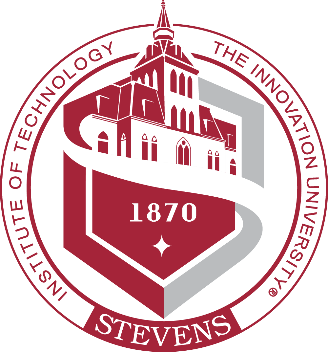 INSTITUTE OF TECHNOLOGY
THE INNOVATION UNIVERSITY®
1870
STEVENS